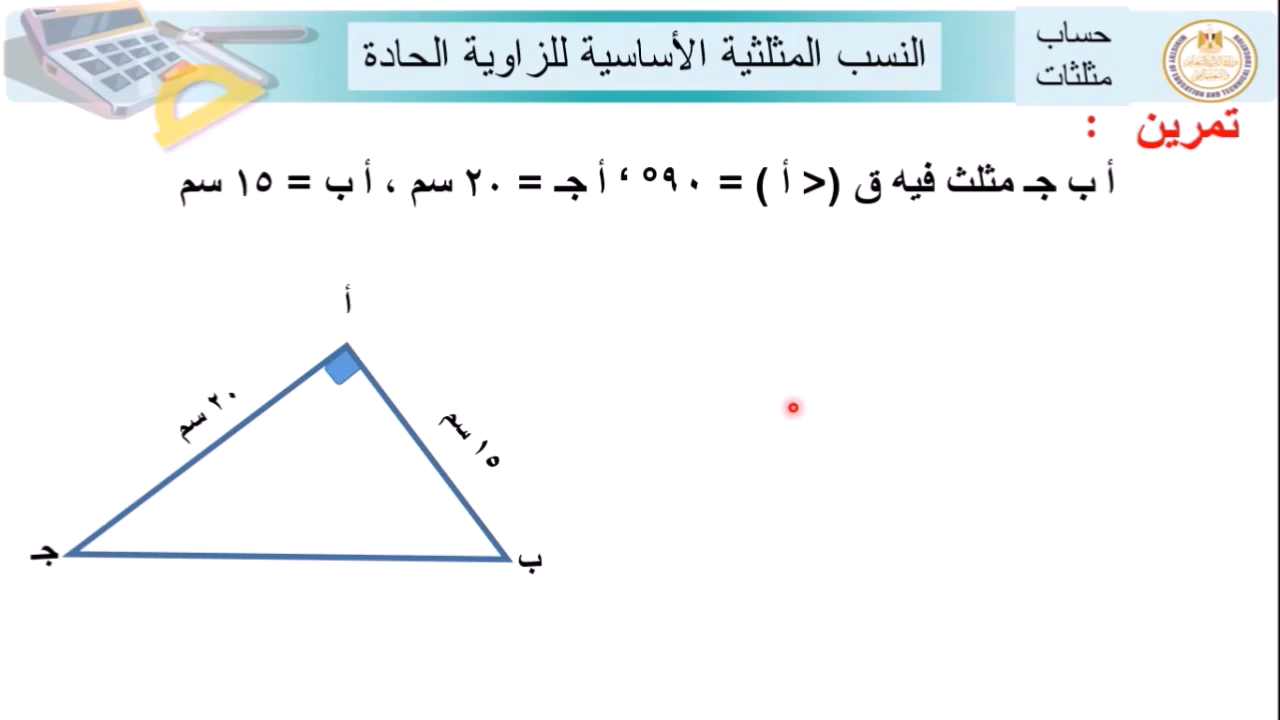 حساب
مثلثات
النسب المثلثية الأساسية للزاوية الحادة
تمرين :
أ ب جـ مثلث فيه ق (< أ ) = ٩٠° ، أ جـ = ٢٠ سم ، أ ب = ١٥ سم
أ
٢٠ سم
١٥ سم
جـ
ب